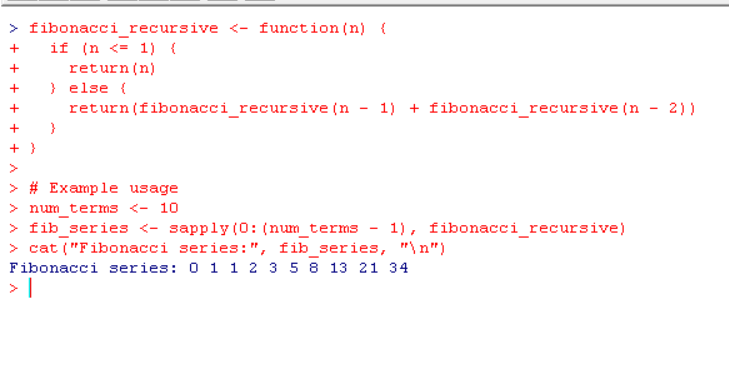 > fibonacci_recursive <- function(n) {
+   if (n <= 1) {
+     return(n)
+   } else {
+     return(fibonacci_recursive(n - 1) + fibonacci_recursive(n - 2))
+   }
+ }
>
> # Example usage
> num_terms <- 10
> fib_series <- sapply(0:(num_terms - 1), fibonacci_recursive)
> cat("Fibonacci series:", fib_series, "\n")
Fibonacci series: 0 1 1 2 3 5 8 13 21 34
>